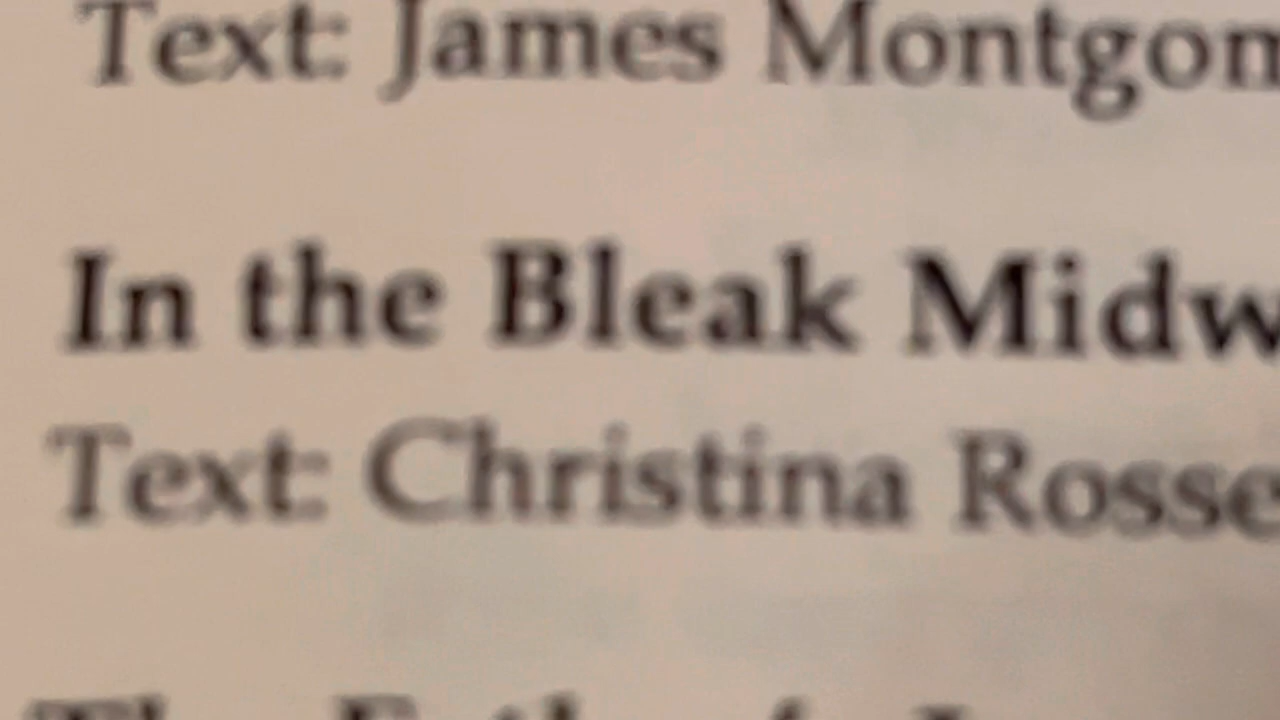 Text: James Montgom
In the Bleak Midw
Text: Christina Rosse